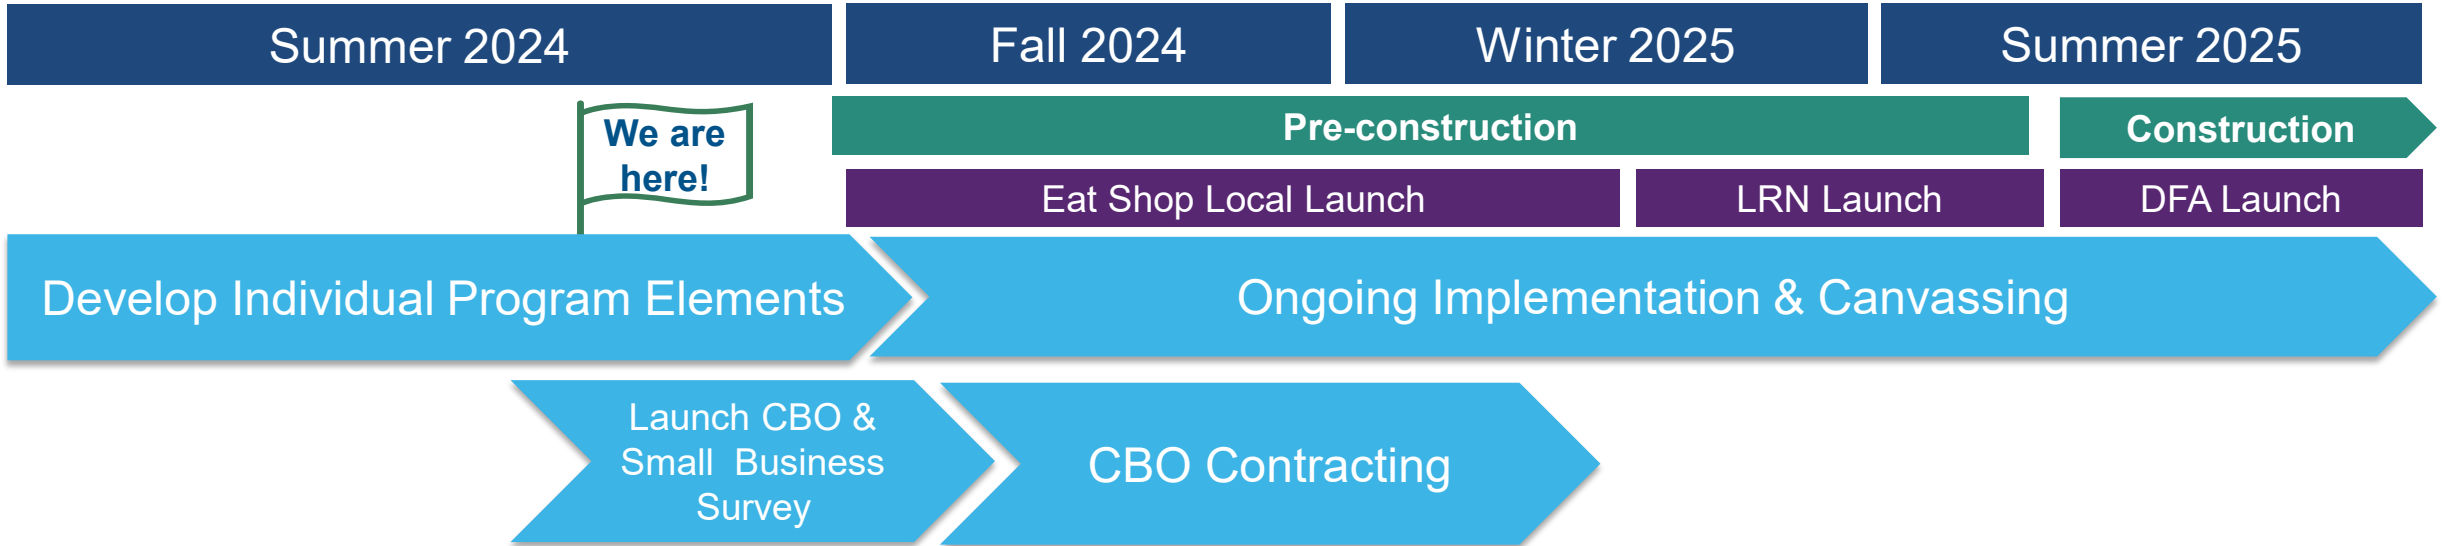 Summer 2024
Fall 2024
Winter 2025
Summer 2025
We are
here!
Pre-construction
Construction
Eat Shop Local Launch
LRN Launch
DFA Launch
Develop Individual Program Elements
Ongoing Implementation & Canvassing
Launch CBO &
Small Business
Survey
CBO Contracting